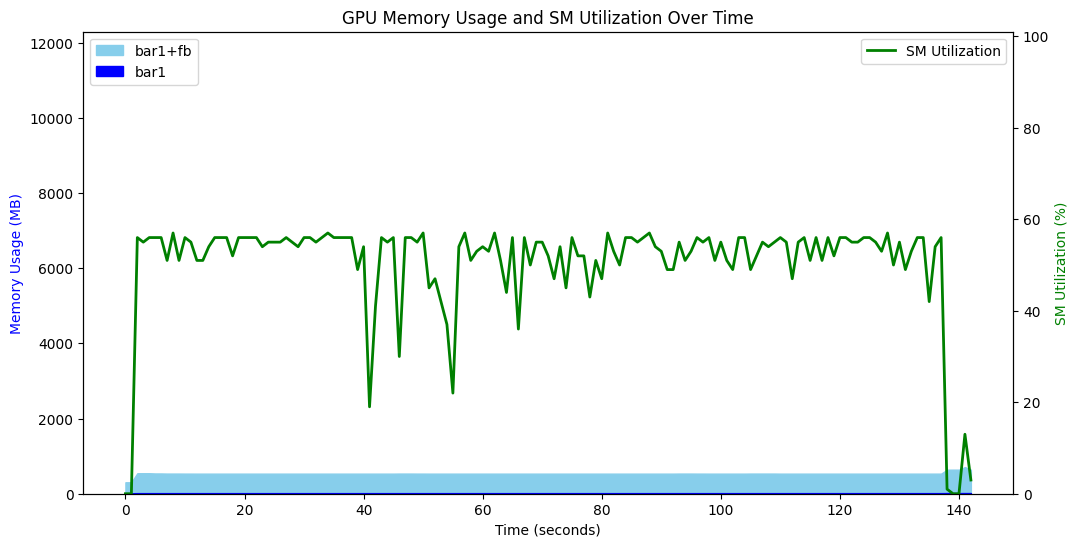 GPU Memory Usage and SM Utilization Over Time
bar1+fb
bar1
SM Utilization
12000
10000
8000
6000
4000
2000
0
Memory Usage (MB)
100
80
60
40
20
0
SM Utilization (%)
0 20 40 60 80 100 120 140
Time (seconds)